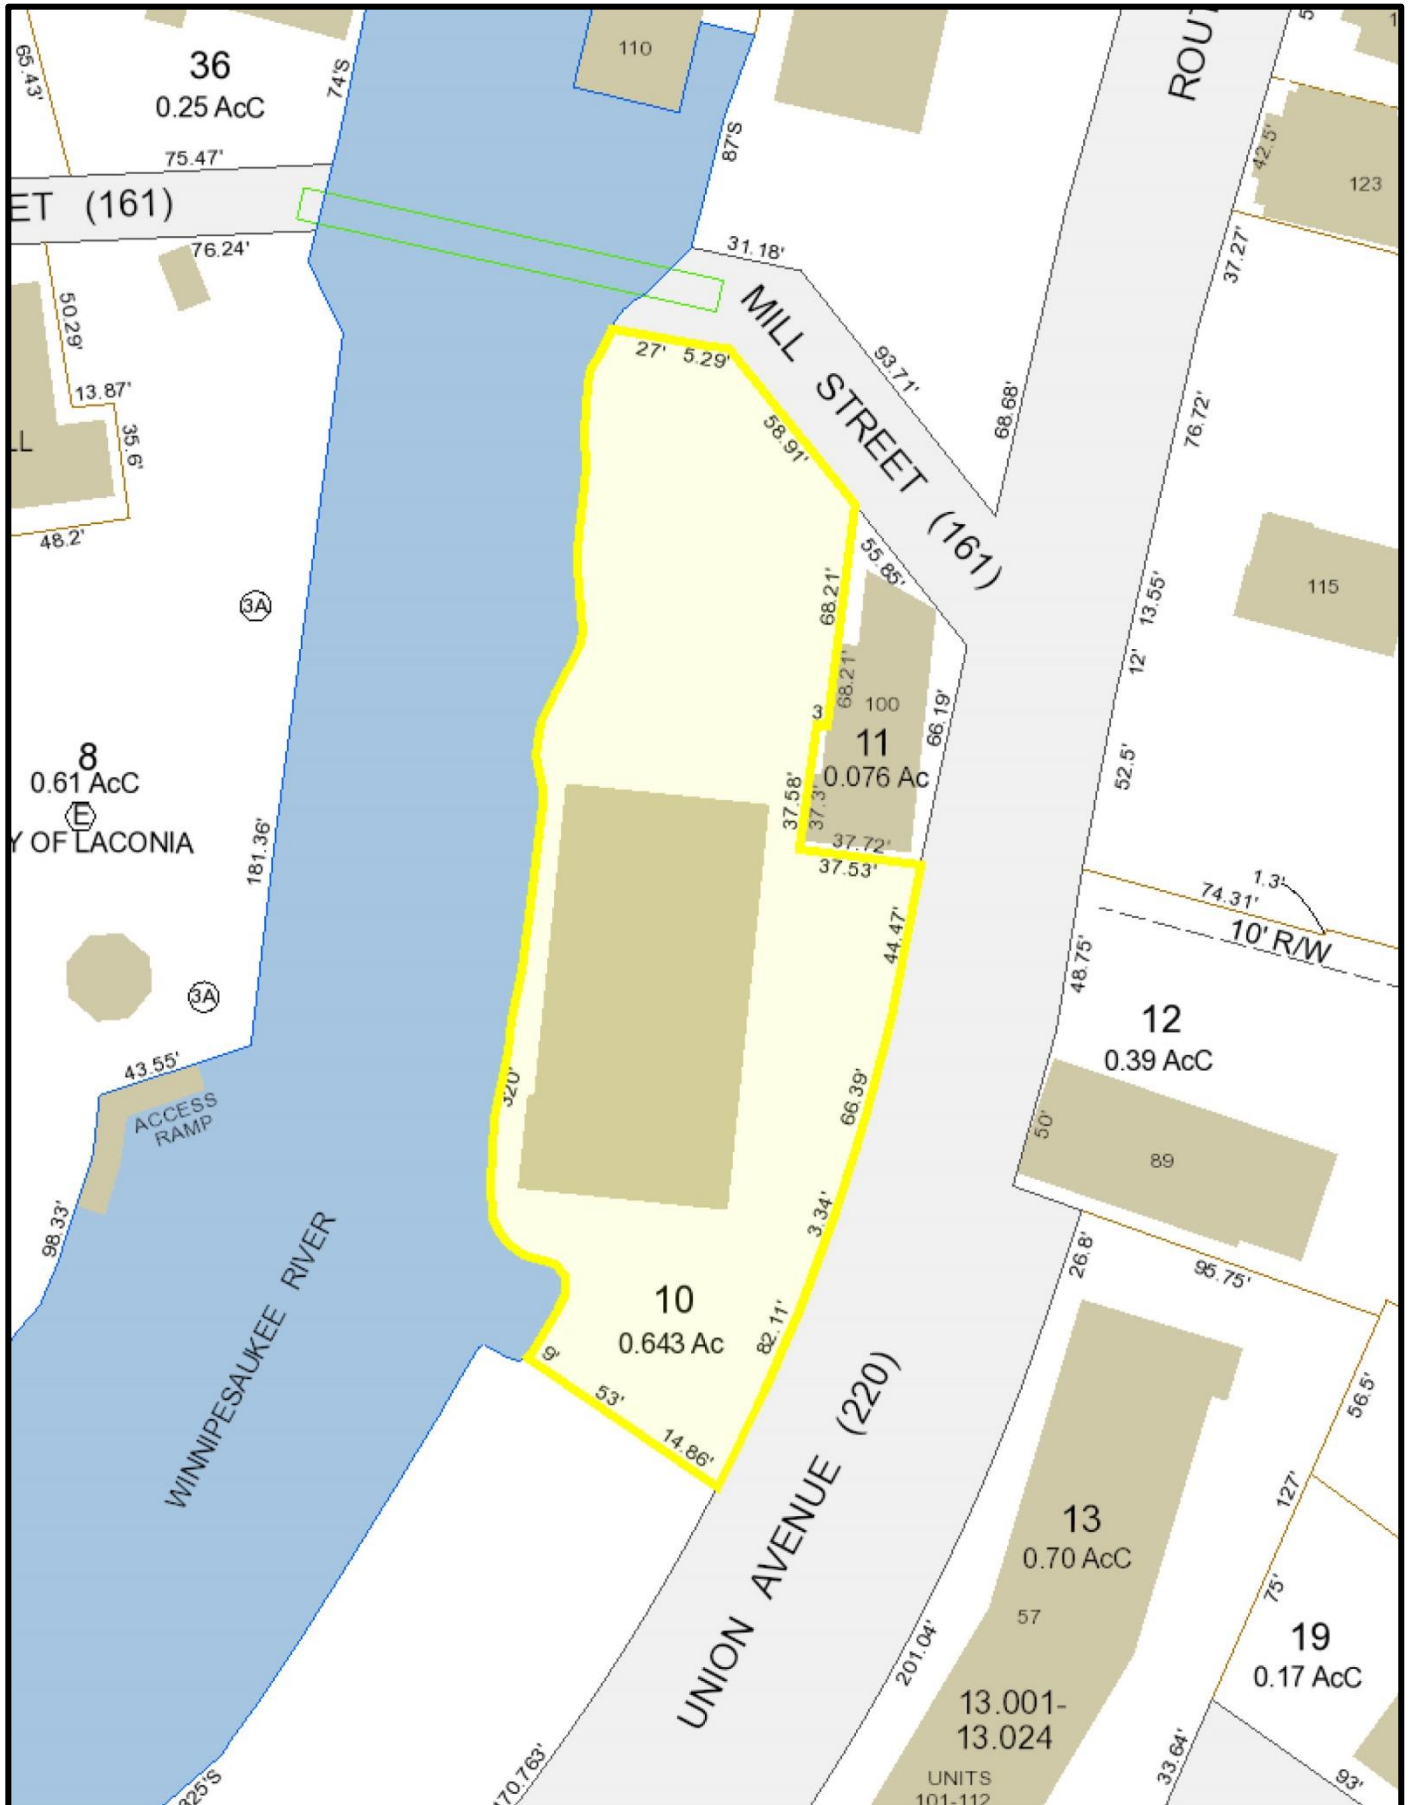 65.43'
36
0.25 AcC
74'S
110
87'S
ROUT
42.5'
123
75.47'
ET (161)
76.24'
31.18'
37.27'
50.29'
13.87'
35.6'
LL
48.2'
27'
5.29'
MILL STREET (161)
93.71'
68.68'
76.72'
58.91'
55.85'
68.21'
68.21'
3A
115
13.55'
12'
100
11
0.076 Ac
3
66.19'
52.5'
37.58'
37.3'
37.72'
37.53'
8
0.61 AcC
E
Y OF LACONIA
181.36'
1.3'
74.31'
10' R/W
44.47'
48.75'
3A
12
0.39 AcC
43.55'
ACCESS
RAMP
320'
66.39'
50'
89
98.33'
WINNIPESAUKEE RIVER
3.34'
26.8'
95.75'
10
0.643 Ac
82.11'
9'
53'
14.86'
UNION AVENUE (220)
56.5'
127'
13
0.70 AcC
57
75'
201.04'
19
0.17 AcC
13.001-
13.024
UNITS
101-112
33.64'
93'
325'S
70.763'